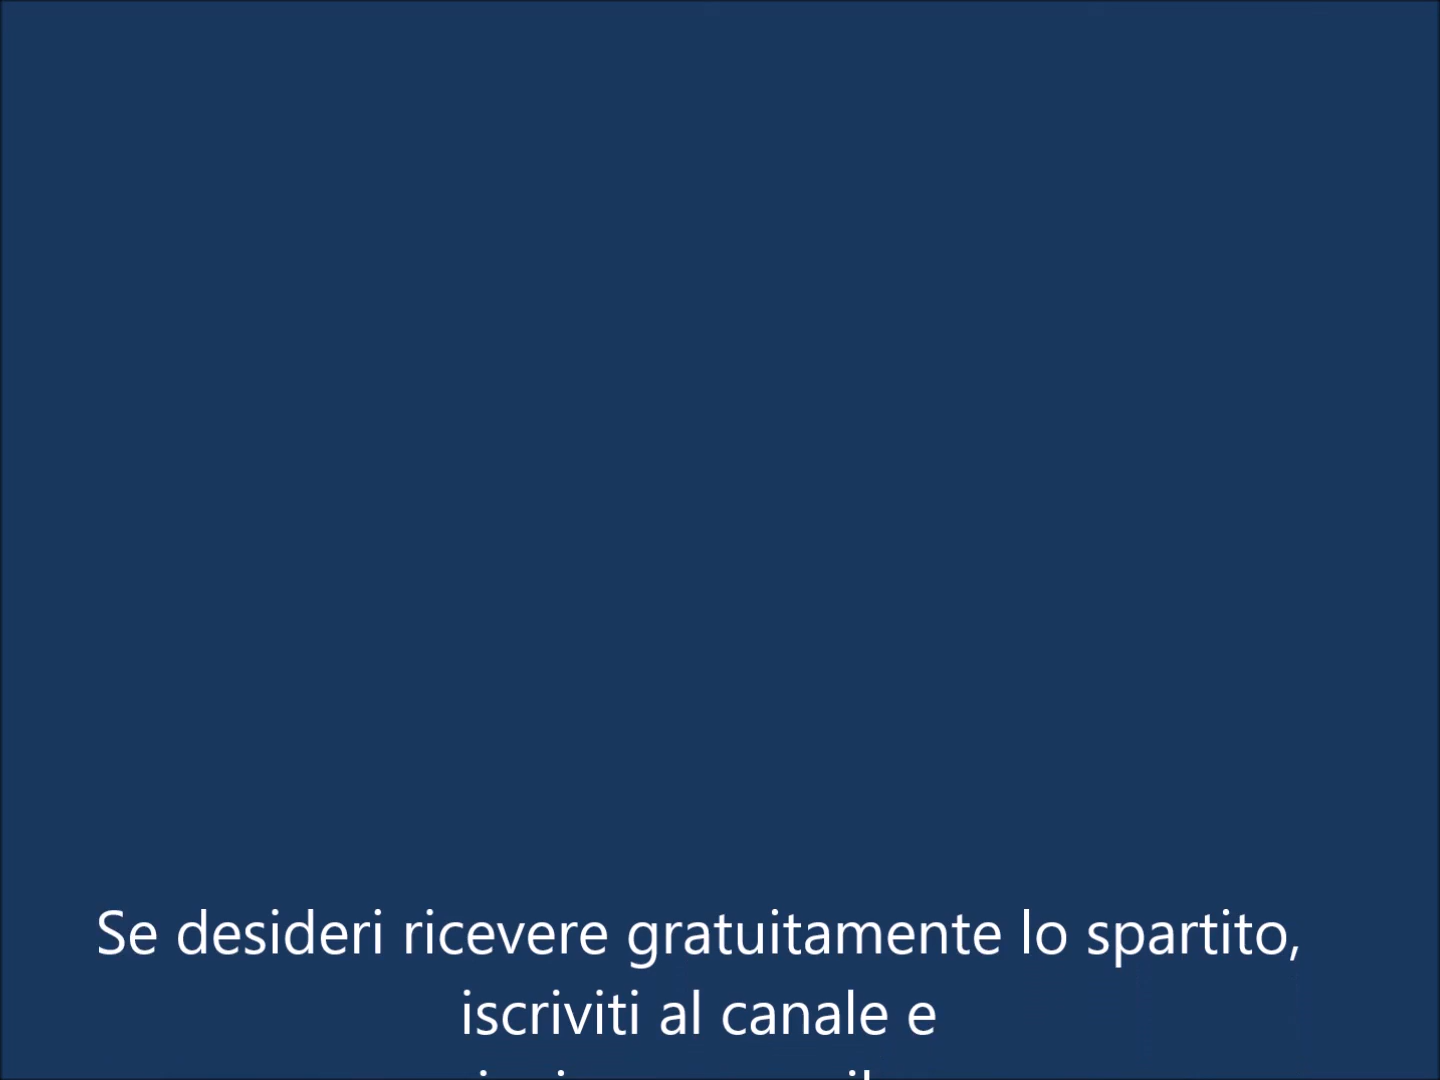 Se desideri ricevere gratuitamente lo spartito,
iscriviti al canale e